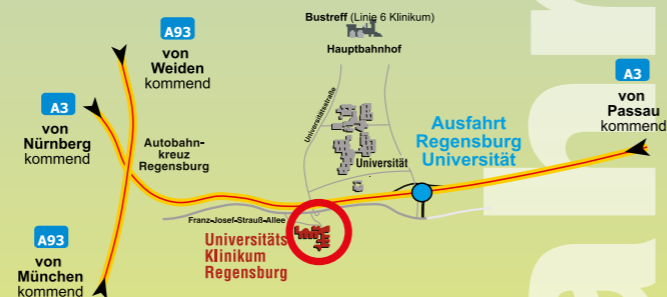 Bustreff (Linie 6 Klinikum)
Hauptbahnhof
A93
von
Weiden
kommend
A3
von
Nürnberg
kommend
Autobahn-
kreuz
Regensburg
Universitätsstraße
Universität
Ausfahrt
Regensburg
Universität
A3
von
Passau
kommend
Franz-Josef-Strauß-Allee
Universitäts
Klinikum
Regensburg
A93
von
München
kommend